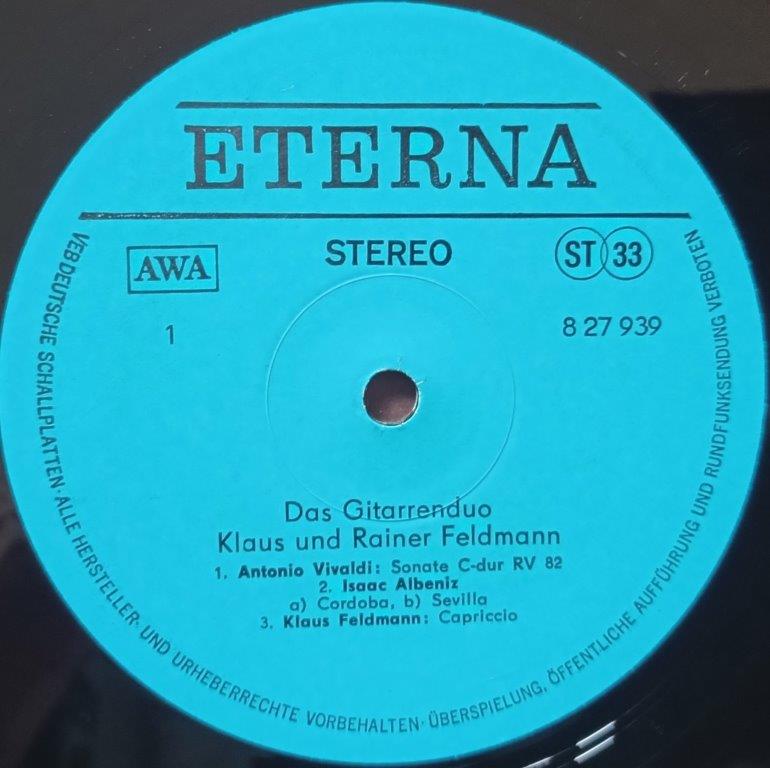 ETERNA
AWA
STEREO
ST 33
1
8 27 939
Das Gitarrenduo
Klaus und Rainer Feldmann
1. Antonio Vivaldi: Sonate C-dur RV 82
2. Isaac Albeniz
a) Cordoba, b) Sevilla
3. Klaus Feldmann: Capriccio
VEB DEUTSCHE SCHALLPLATTEN · ALLE HERSTELLER- UND URHEBERRECHTE VORBEHALTEN · ÜBERSPIELUNG, ÖFFENTLICHE AUFFÜHRUNG UND RUNDFUNKSENDUNG VERBOTEN